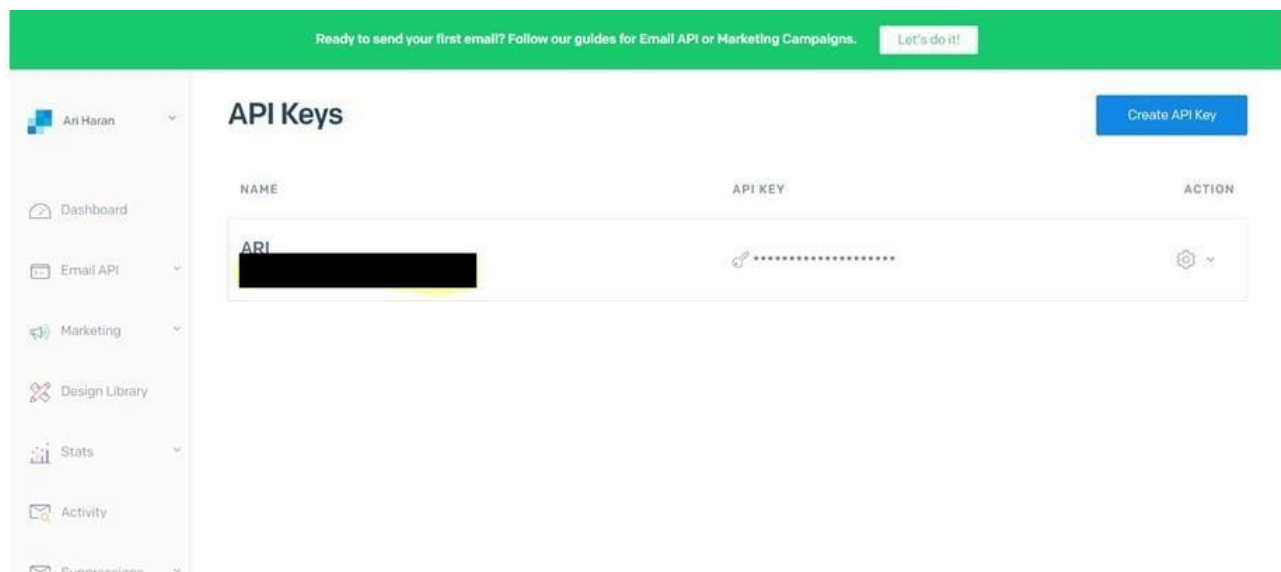 Ready to send your first email? Follow our guides for Email API or Marketing Campaigns. Let's do it!
Ari Haran
API Keys
Create API Key
NAME API KEY ACTION
ARI
••••••••••••••••••••
Dashboard
Email API
Marketing
Design Library
Stats
Activity
Suppressions